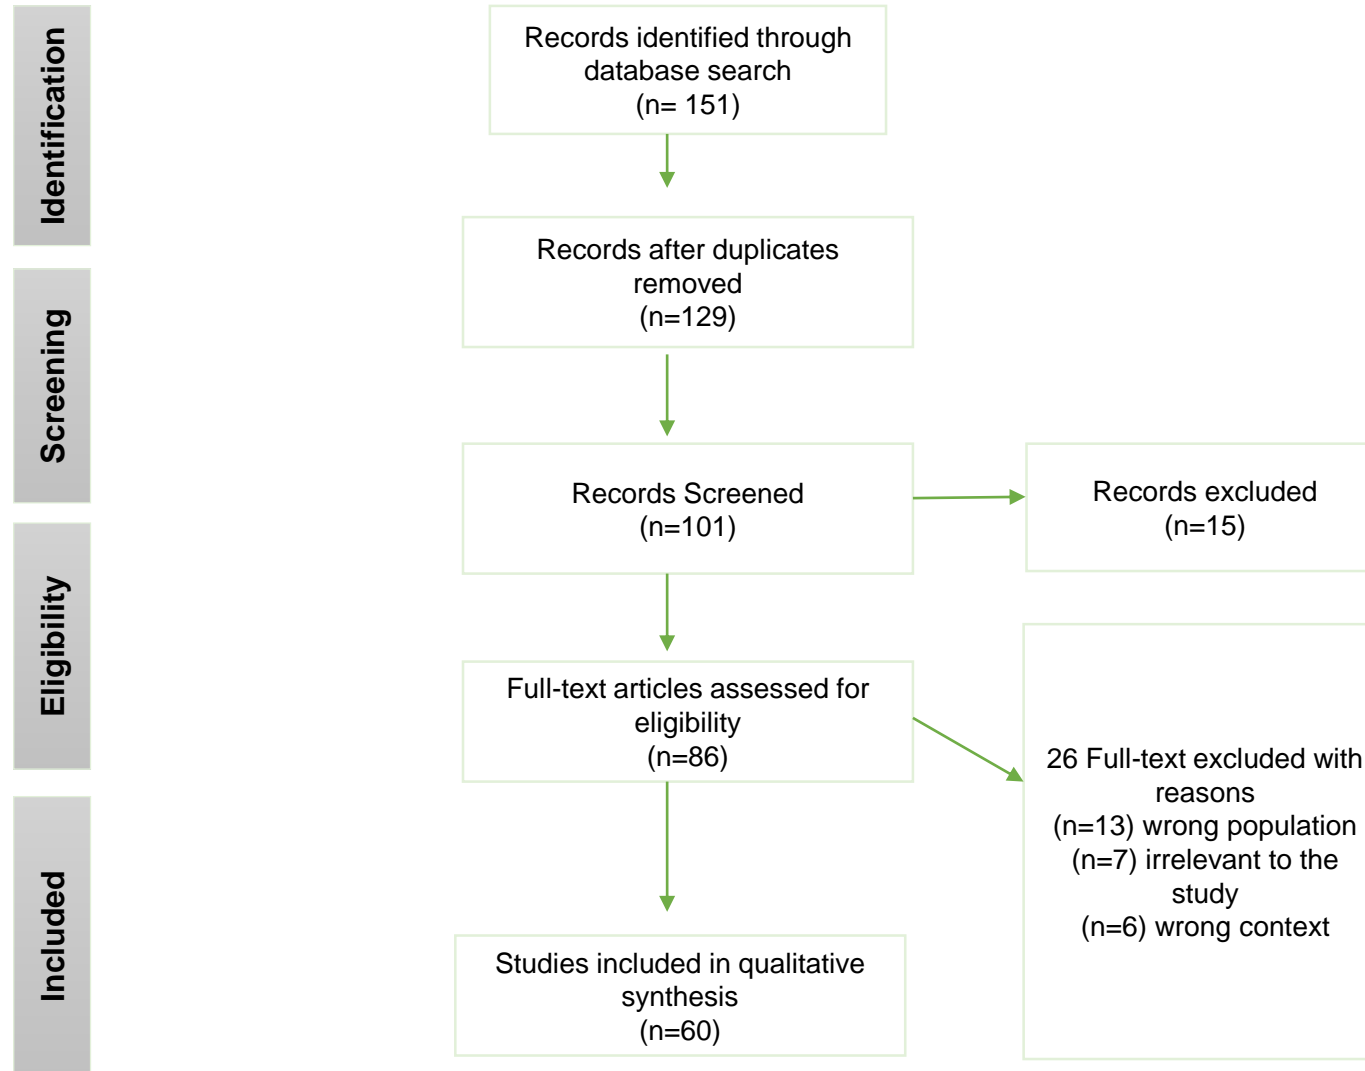 Identification
Records identified through
database search
(n= 151)
Records after duplicates
removed
(n=129)
Screening
Records Screened
(n=101)
Records excluded
(n=15)
Eligibility
Full-text articles assessed for
eligibility
(n=86)
26 Full-text excluded with
reasons
(n=13) wrong population
(n=7) irrelevant to the
study
(n=6) wrong context
Included
Studies included in qualitative
synthesis
(n=60)